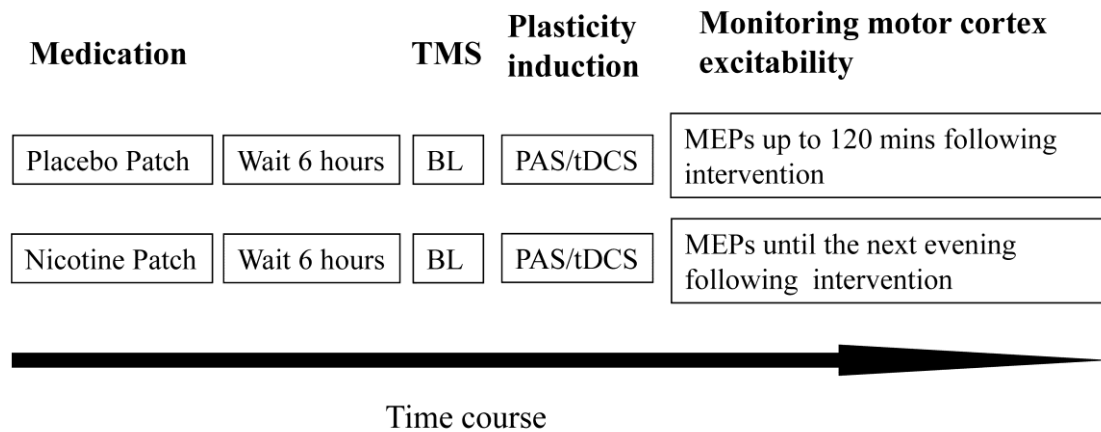 Medication
TMS
Plasticity
induction
Monitoring motor cortex
excitability
Placebo Patch
Wait 6 hours
BL
PAS/tDCS
MEPs up to 120 mins following
intervention
Nicotine Patch
Wait 6 hours
BL
PAS/tDCS
MEPs until the next evening
following intervention
Time course